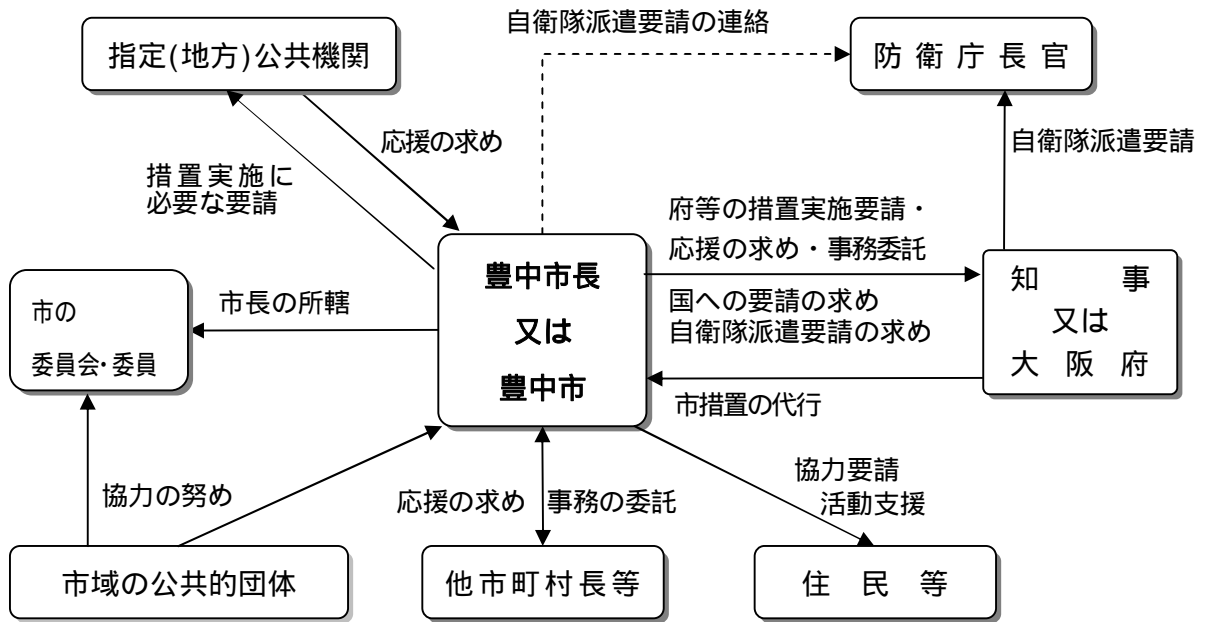 自衛隊派遣要請の連絡
指定(地方)公共機関
防衛庁長官
応援の求め
自衛隊派遣要請
措置実施に
必要な要請
府等の措置実施要請・
応援の求め・事務委託
豊中市長
又は
豊中市
知事
又は
大阪府
市の
委員会・委員
市長の所轄
国への要請の求め
自衛隊派遣要請の求め
市措置の代行
協力の努め
応援の求め
事務の委託
協力要請
活動支援
市域の公共的団体
他市町村長等
住民等